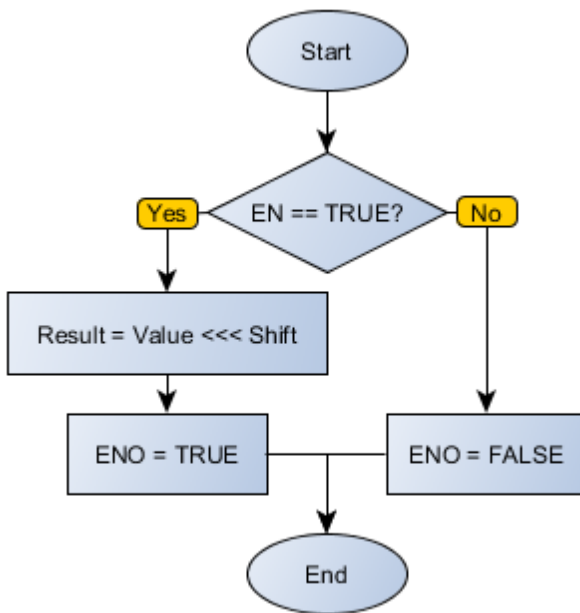 Start
EN == TRUE?
Yes
No
Result = Value <<< Shift
ENO = TRUE
ENO = FALSE
End